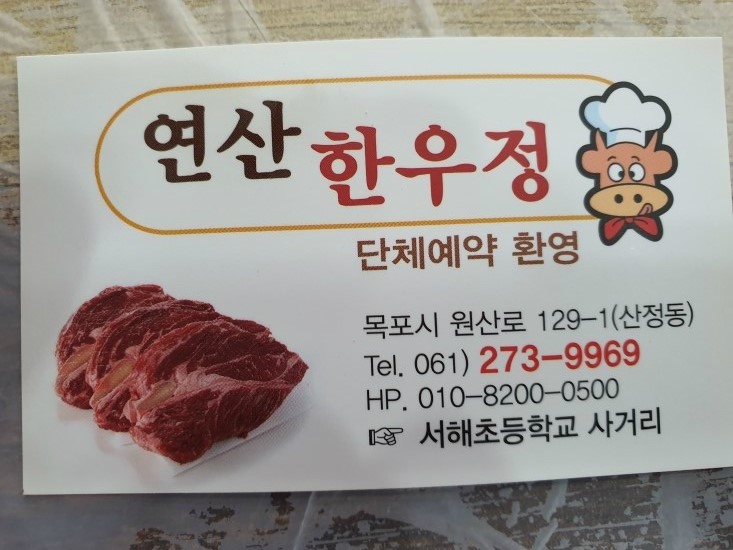 연산 한우정
단체예약 환영
목포시 원산로 129-1(산정동)
Tel. 061) 273-9969
HP. 010-8200-0500
☞ 서해초등학교 사거리